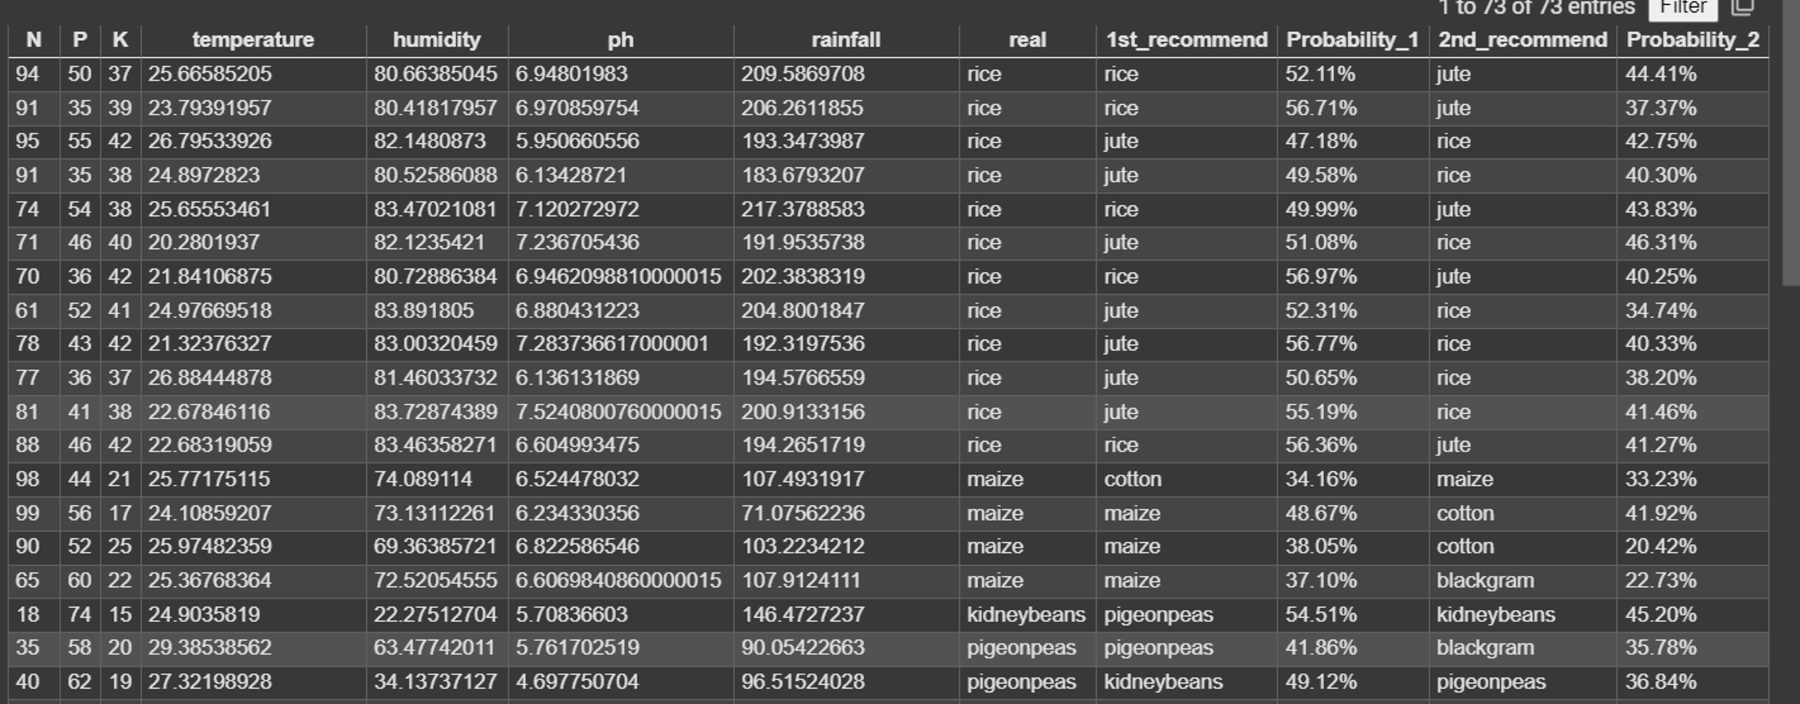 1 to 73 of 73 entries Filter
N P K temperature humidity ph rainfall real 1st_recommend Probability_1 2nd_recommend Probability_2
94 50 37 25.66585205 80.66385045 6.94801983 209.5869708 rice rice 52.11% jute 44.41%
91 35 39 23.79391957 80.41817957 6.970859754 206.2611855 rice rice 56.71% jute 37.37%
95 55 42 26.79533926 82.1480873 5.950660556 193.3473987 rice jute 47.18% rice 42.75%
91 35 38 24.8972823 80.52586088 6.13428721 183.6793207 rice jute 49.58% rice 40.30%
74 54 38 25.65553461 83.47021081 7.120272972 217.3788583 rice rice 49.99% jute 43.83%
71 46 40 20.2801937 82.1235421 7.236705436 191.9535738 rice jute 51.08% rice 46.31%
70 36 42 21.84106875 80.72886384 6.9462098810000015 202.3838319 rice rice 56.97% jute 40.25%
61 52 41 24.97669518 83.891805 6.880431223 204.8001847 rice jute 52.31% rice 34.74%
78 43 42 21.32376327 83.00320459 7.283736617000001 192.3197536 rice jute 56.77% rice 40.33%
77 36 37 26.88444878 81.46033732 6.136131869 194.5766559 rice jute 50.65% rice 38.20%
81 41 38 22.67846116 83.72874389 7.5240800760000015 200.9133156 rice jute 55.19% rice 41.46%
88 46 42 22.68319059 83.46358271 6.604993475 194.2651719 rice rice 56.36% jute 41.27%
98 44 21 25.77175115 74.089114 6.524478032 107.4931917 maize cotton 34.16% maize 33.23%
99 56 17 24.10859207 73.13112261 6.234330356 71.07562236 maize maize 48.67% cotton 41.92%
90 52 25 25.97482359 69.36385721 6.822586546 103.2234212 maize maize 38.05% cotton 20.42%
65 60 22 25.36768364 72.52054555 6.6069840860000015 107.9124111 maize maize 37.10% blackgram 22.73%
18 74 15 24.9035819 22.27512704 5.70836603 146.4727237 kidneybeans pigeonpeas 54.51% kidneybeans 45.20%
35 58 20 29.38538562 63.47742011 5.761702519 90.05422663 pigeonpeas pigeonpeas 41.86% blackgram 35.78%
40 62 19 27.32198928 34.13737127 4.697750704 96.51524028 pigeonpeas kidneybeans 49.12% pigeonpeas 36.84%